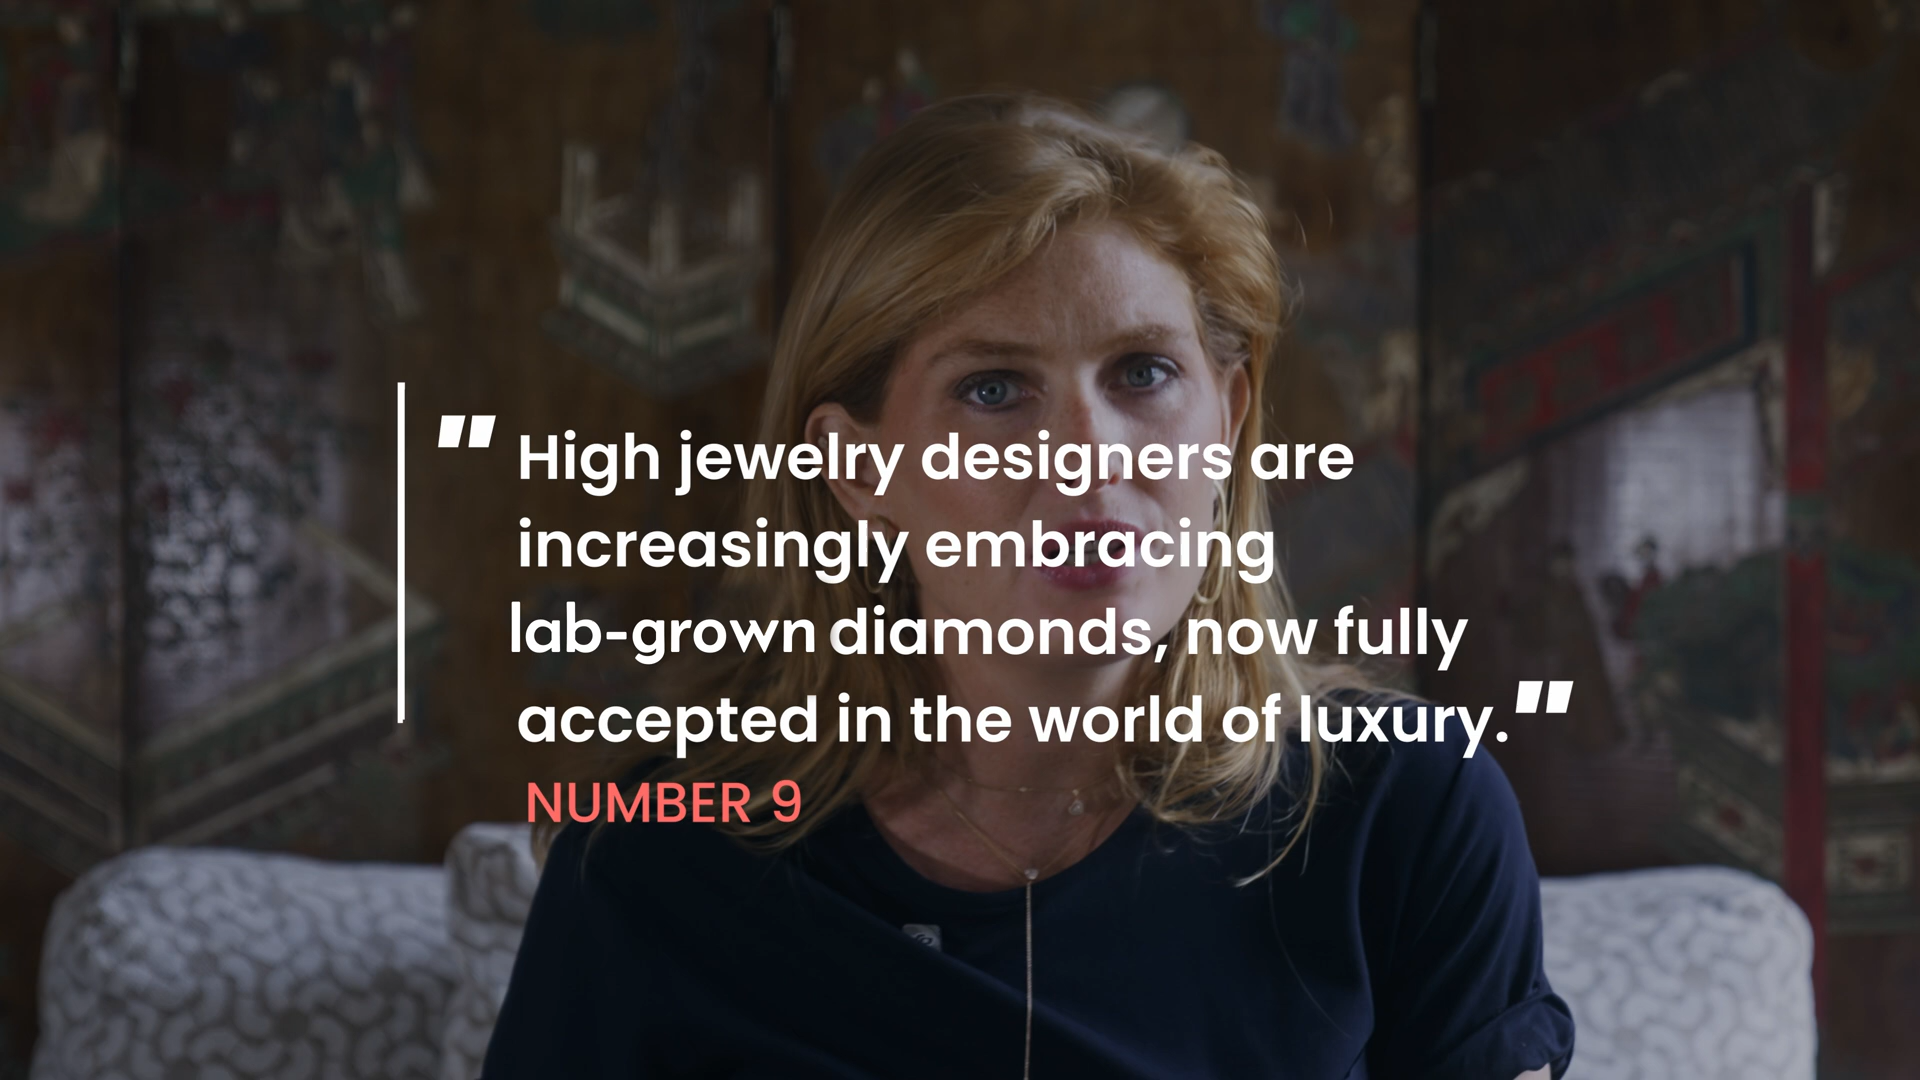 "High jewelry designers are
increasingly embracing
lab-grown diamonds, now fully
accepted in the world of luxury."
NUMBER 9